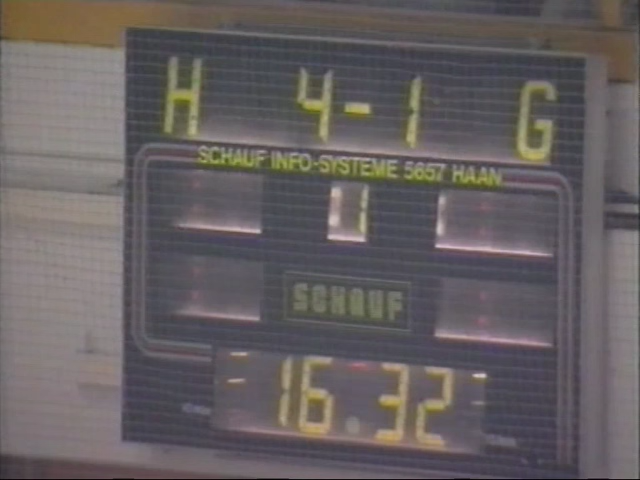 H 4-1 G
SCHAUF INFO-SYSTEME 5657 HAAN
1
SCHAUF
16.32